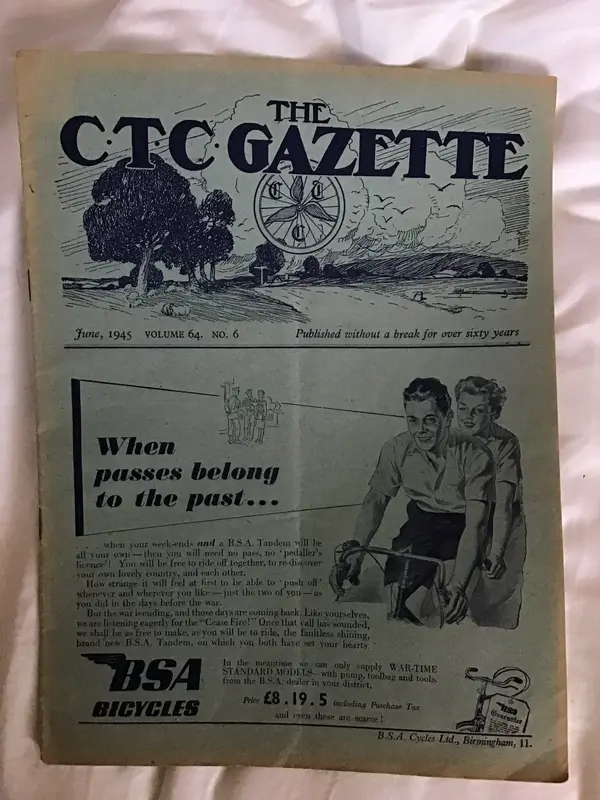 THE
C·T·C·GAZETTE
C T
C
June, 1945 VOLUME 64. NO. 6 Published without a break for over sixty years
When
passes belong
to the past...
... when your week-ends and a B.S.A. Tandem will be
all your own — then you will need no pass, no 'pedaller's
licence'! You will be free to ride off together, to re-discover
your own lovely country, and each other.
How strange it will feel at first to be able to 'push off'
whenever and wherever you like — just the two of you — as
you did in the days before the war.
But the war is ending, and those days are coming back. Like yourselves,
we are listening eagerly for the "Cease Fire!" Once that call has sounded,
we shall be as free to make, as you will be to ride, the faultless shining,
brand new B.S.A. Tandem, on which you both have set your hearts.
BSA
BICYCLES
In the meantime we can only supply WAR-TIME
STANDARD MODELS — with pump, toolbag and tools,
from the B.S.A. dealer in your district.
Price £8.19.5 including Purchase Tax
and even these are scarce!
BSA
Guarantee
B.S.A. Cycles Ltd., Birmingham, 11.